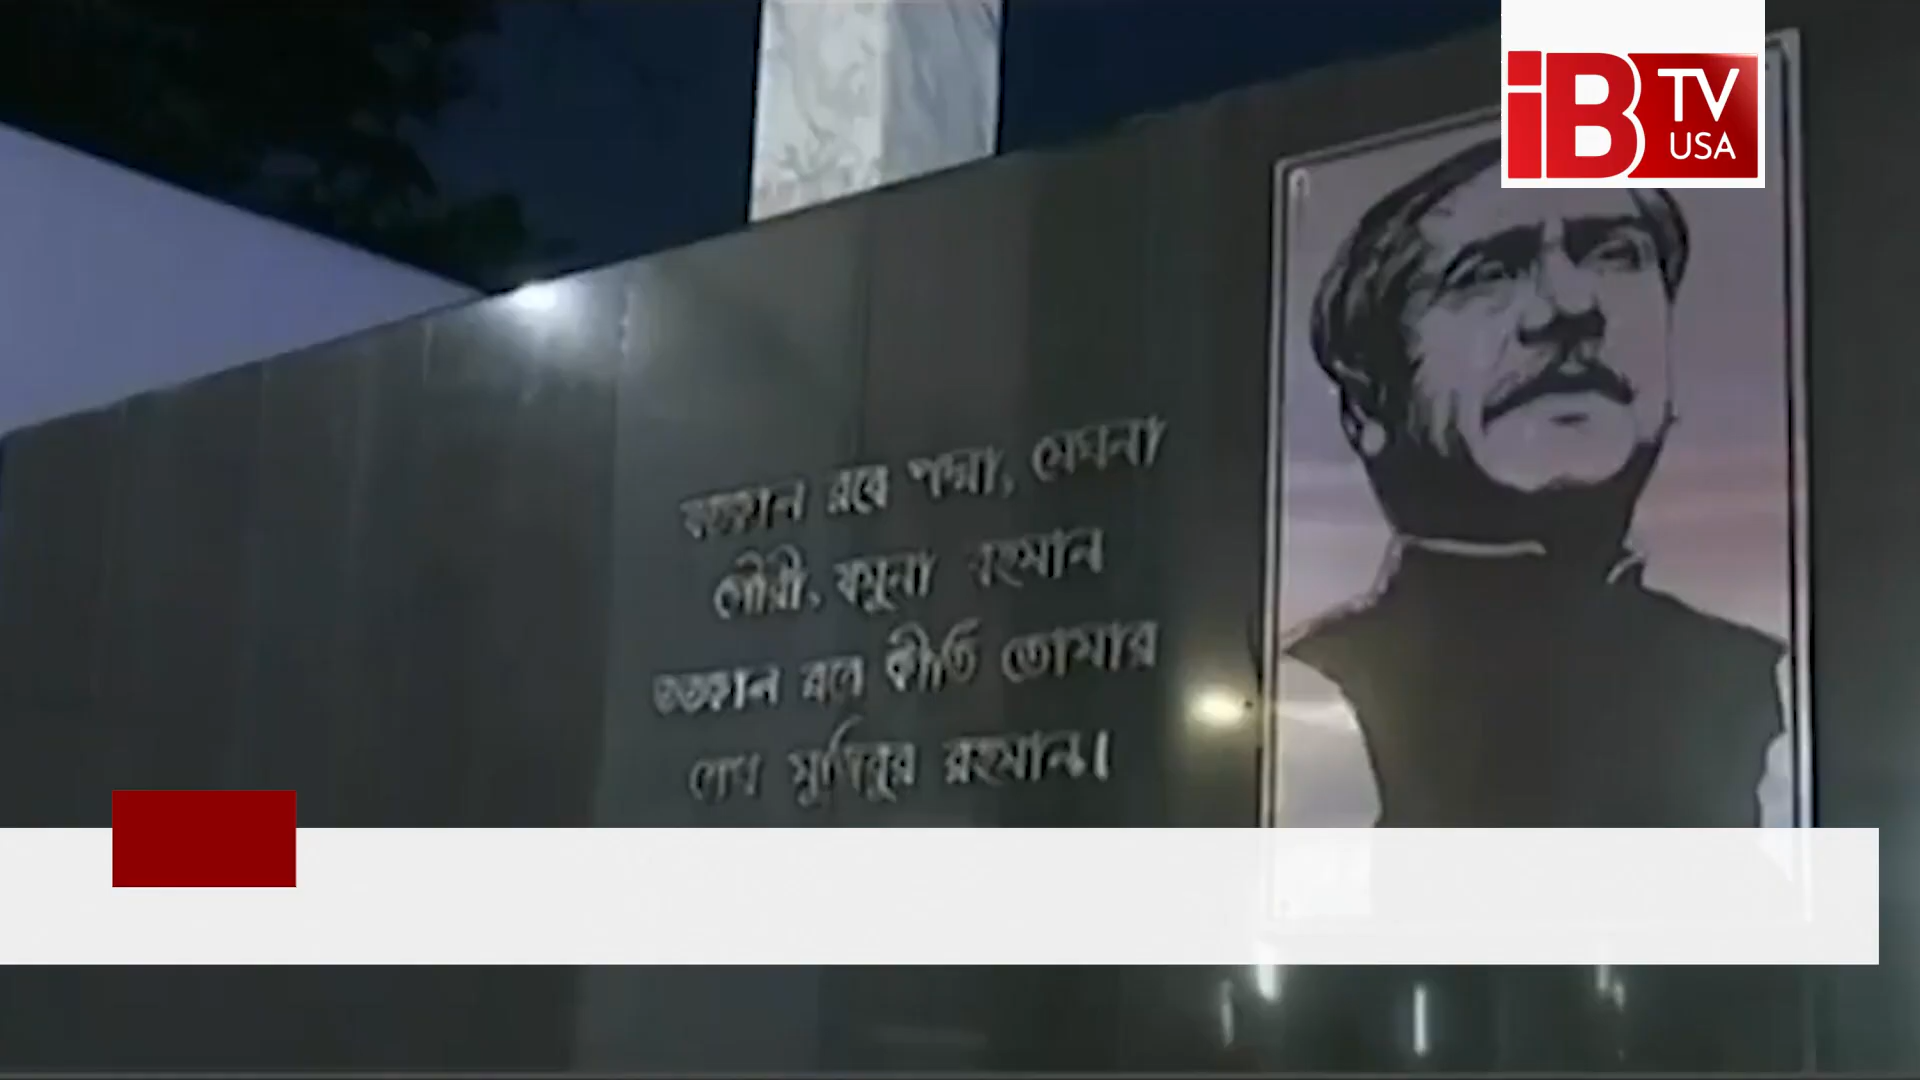 iB TV USA
যতকাল রবে পদ্মা, মেঘনা
গৌরী, যমুনা বহমান
ততকাল রবে কীর্তি তোমার
শেখ মুজিবুর রহমান।